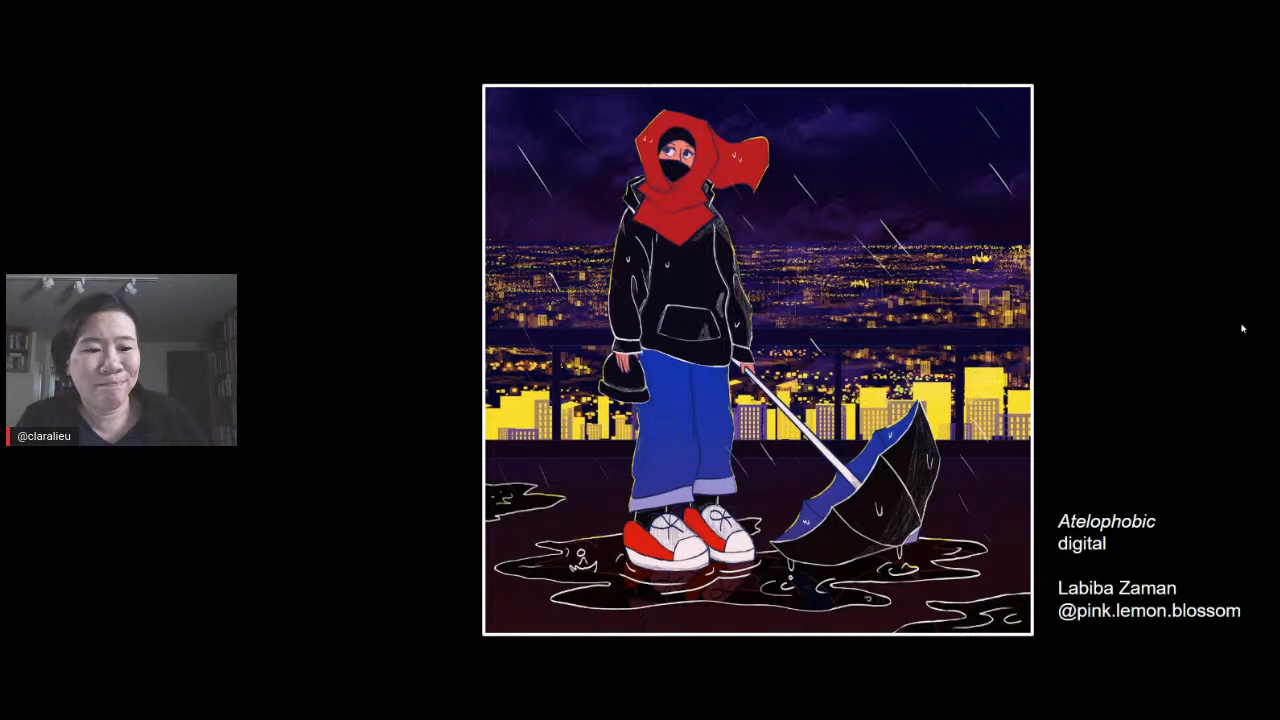 @claralieu
Atelophobic
digital
Labiba Zaman
@pink.lemon.blossom